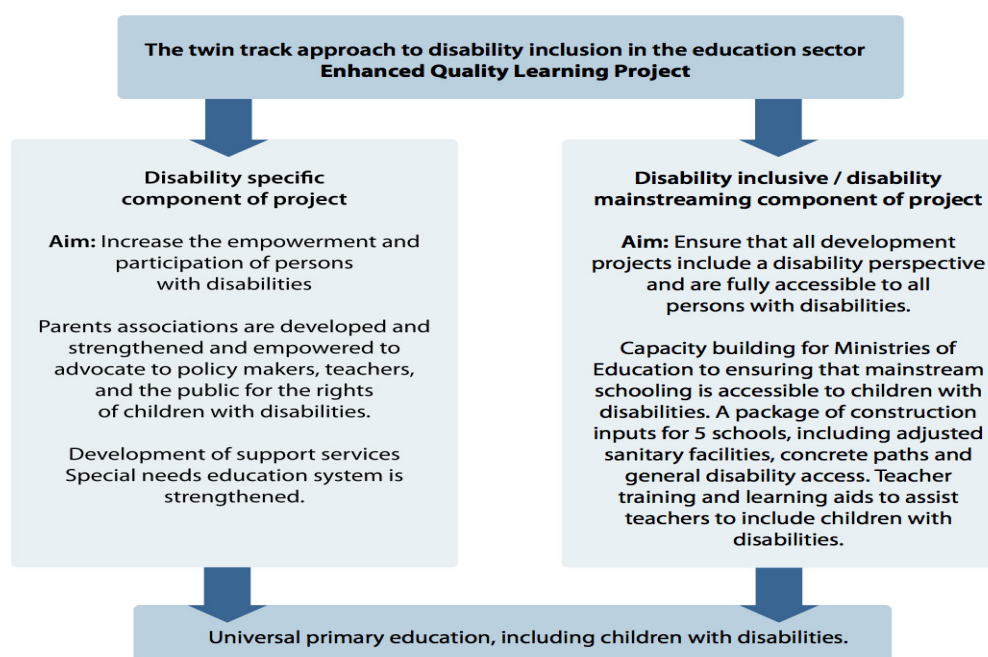 The twin track approach to disability inclusion in the education sector
Enhanced Quality Learning Project
Disability specific
component of project
Aim: Increase the empowerment and
participation of persons
with disabilities
Parents associations are developed and
strengthened and empowered to
advocate to policy makers, teachers,
and the public for the rights
of children with disabilities.
Development of support services
Special needs education system is
strengthened.
Disability inclusive / disability
mainstreaming component of project
Aim: Ensure that all development
projects include a disability perspective
and are fully accessible to all
persons with disabilities.
Capacity building for Ministries of
Education to ensuring that mainstream
schooling is accessible to children with
disabilities. A package of construction
inputs for 5 schools, including adjusted
sanitary facilities, concrete paths and
general disability access. Teacher
training and learning aids to assist
teachers to include children with
disabilities.
Universal primary education, including children with disabilities.